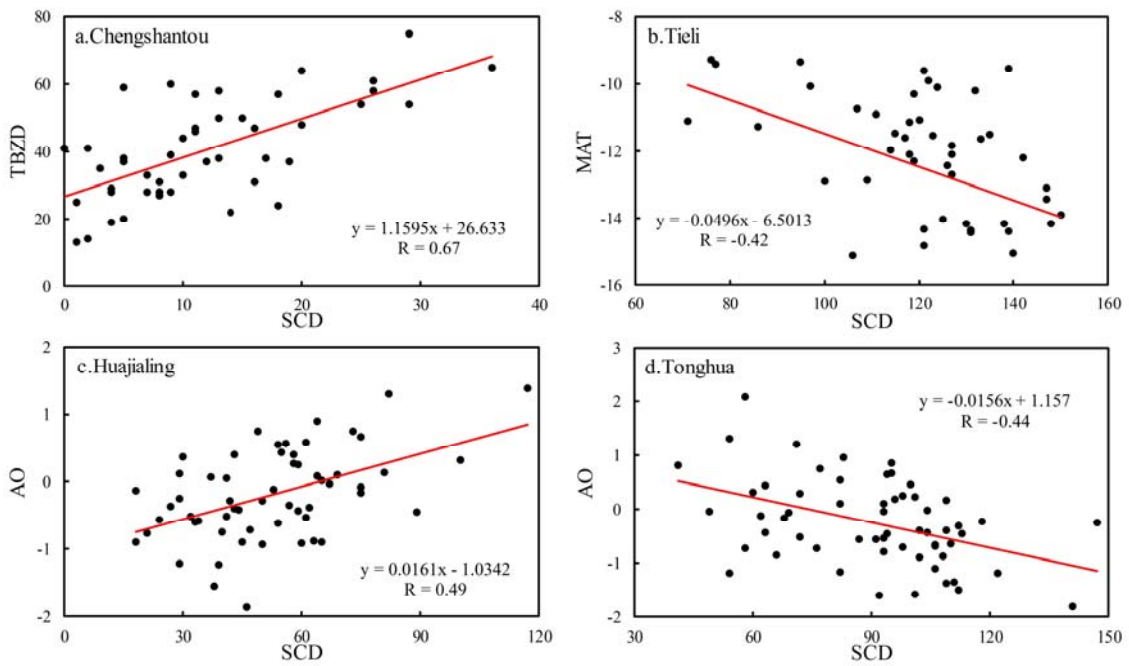 a.Chengshantou
80
60
40
20
0
TBZD
0 10 20 30 40
SCD
y = 1.1595x + 26.633
R = 0.67
b.Tieli
-8
-10
-12
-14
-16
MAT
60 80 100 120 140 160
SCD
y = -0.0496x - 6.5013
R = -0.42
c.Huajialing
2
1
0
-1
-2
AO
0 30 60 90 120
SCD
y = 0.0161x - 1.0342
R = 0.49
d.Tonghua
3
2
1
0
-1
-2
AO
30 60 90 120 150
SCD
y = -0.0156x + 1.157
R = -0.44